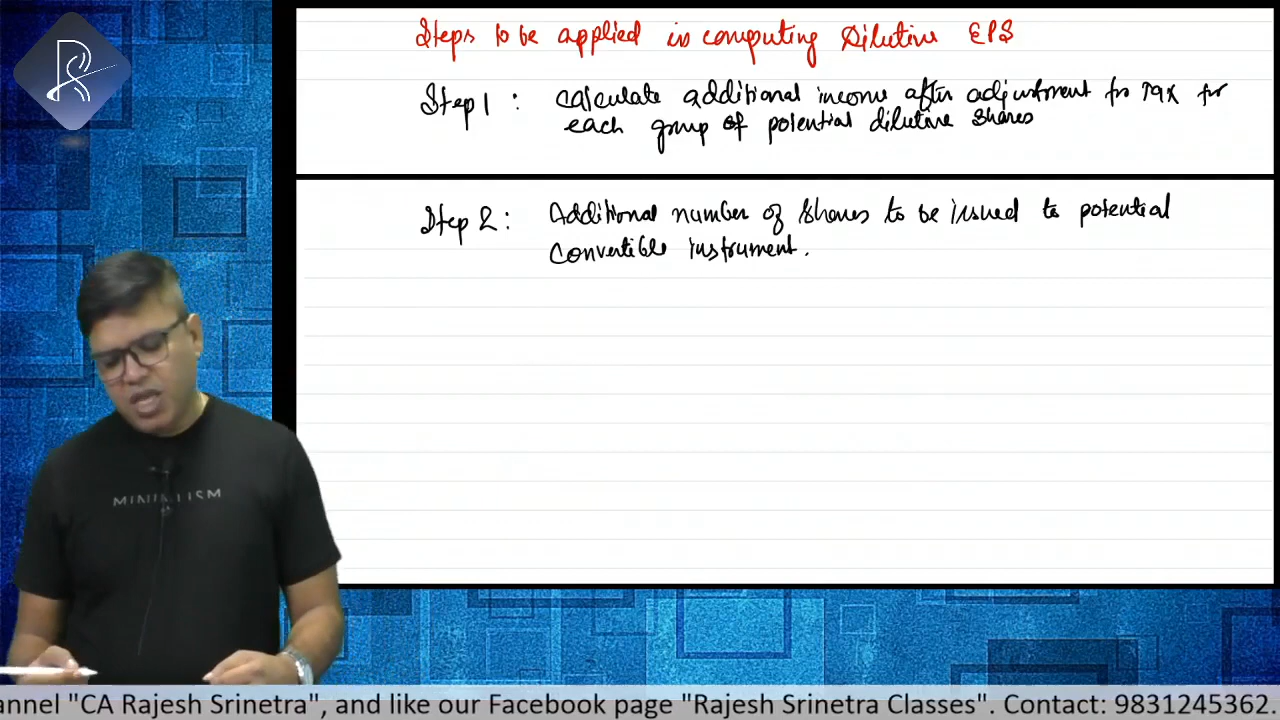 Steps to be applied in computing Dilutive EPS
Step 1 : Calculate additional income after adjustment for Tax for
each group of potential dilutive shares
Step 2 : Additional number of shares to be issued to potential
convertible instrument.
MINIMALISM
annel "CA Rajesh Srinetra", and like our Facebook page "Rajesh Srinetra Classes". Contact: 9831245362.